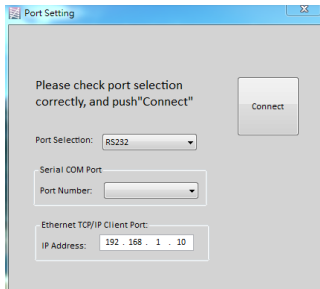 Port Setting
Please check port selection
correctly, and push"Connect"
Connect
Port Selection: RS232
Serial COM Port
Port Number:
Ethernet TCP/IP Client Port:
IP Address: 192 . 168 . 1 . 10